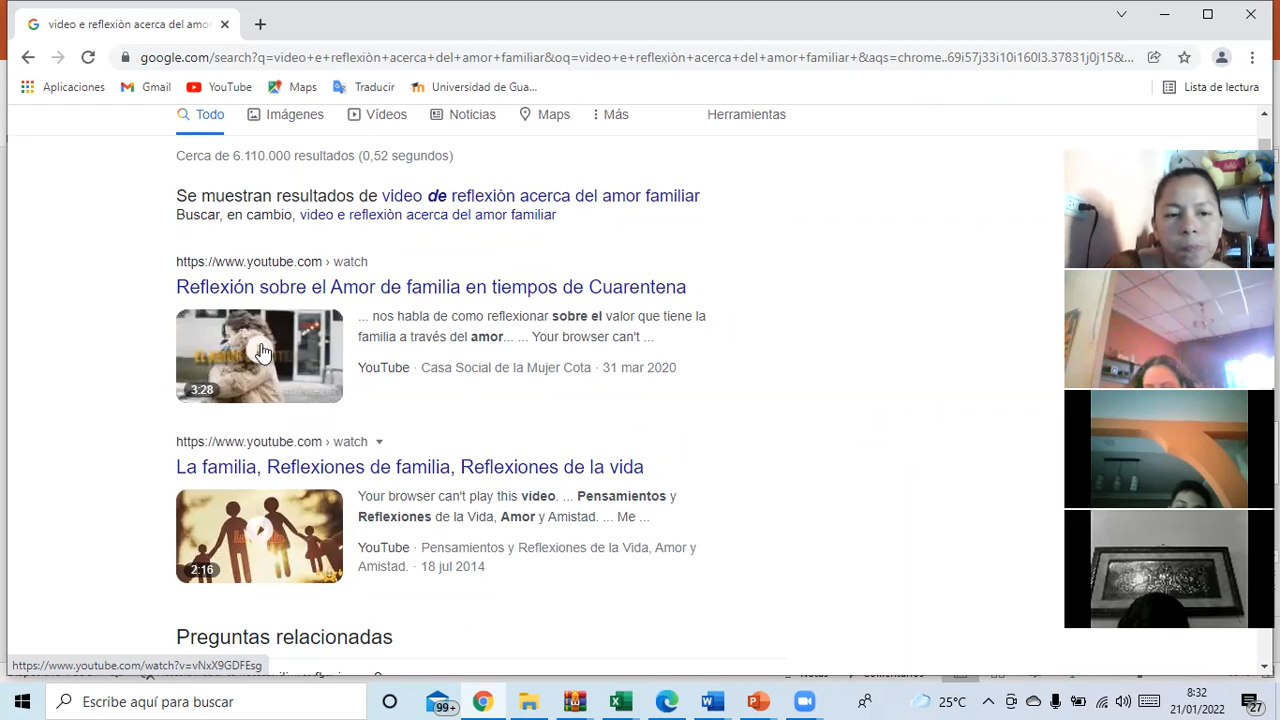 video e reflexiòn acerca del amor
google.com/search?q=video+e+reflexiòn+acerca+del+amor+familiar&oq=video+e+reflexiòn+acerca+del+amor+familiar+&aqs=chrome..69i57j33i10i160l3.37831j0j15&...
Aplicaciones Gmail YouTube Maps Traducir Universidad de Gua... Lista de lectura
Todo Imágenes Vídeos Noticias Maps Más Herramientas
Cerca de 6.110.000 resultados (0,52 segundos)
Se muestran resultados de video de reflexiòn acerca del amor familiar
Buscar, en cambio, video e reflexiòn acerca del amor familiar
https://www.youtube.com › watch
Reflexión sobre el Amor de familia en tiempos de Cuarentena
... nos habla de como reflexionar sobre el valor que tiene la
familia a través del amor... ... Your browser can't ...
YouTube · Casa Social de la Mujer Cota · 31 mar 2020
3:28
https://www.youtube.com › watch
La familia, Reflexiones de familia, Reflexiones de la vida
Your browser can't play this video. ... Pensamientos y
Reflexiones de la Vida, Amor y Amistad. ... Me ...
YouTube · Pensamientos y Reflexiones de la Vida, Amor y
Amistad. · 18 jul 2014
2:16
Preguntas relacionadas
https://www.youtube.com/watch?v=vNxX9GDFEsg
Escribe aquí para buscar
99+
25°C
8:32
21/01/2022
27